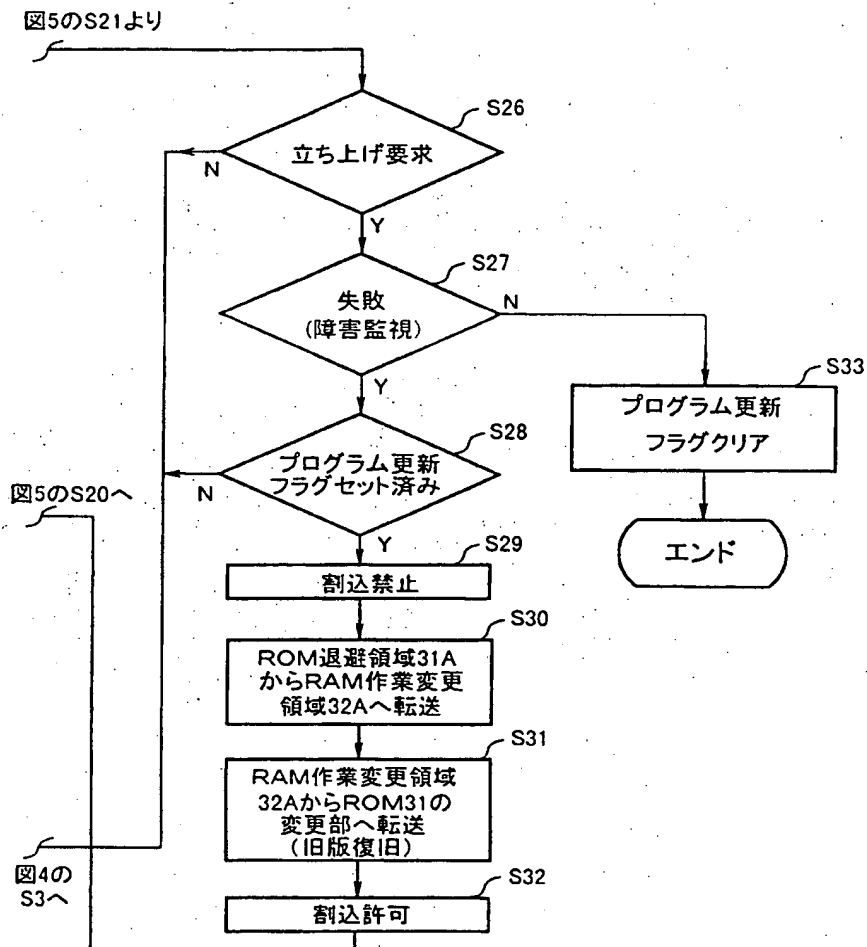 図5のS21より
S26
立ち上げ要求
N
Y
S27
失敗
(障害監視)
N
Y
S33
プログラム更新
フラグクリア
エンド
S28
プログラム更新
フラグセット済み
N
Y
図5のS20へ
S29
割込禁止
S30
ROM退避領域31A
からRAM作業変更
領域32Aへ転送
S31
RAM作業変更領域
32AからROM31の
変更部へ転送
(旧版復旧)
図4の
S3へ
S32
割込許可